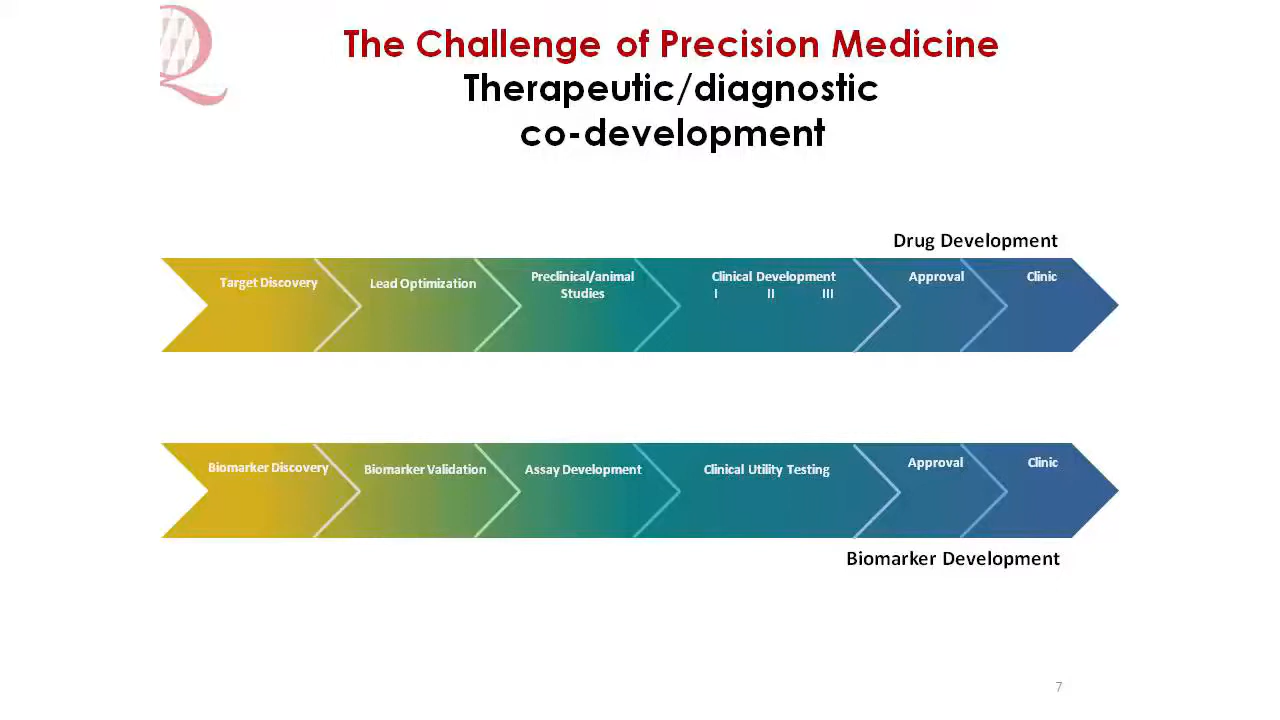 Q
The Challenge of Precision Medicine
Therapeutic/diagnostic
co-development
Drug Development
Target Discovery
Lead Optimization
Preclinical/animal
Studies
Clinical Development
I II III
Approval
Clinic
Biomarker Discovery
Biomarker Validation
Assay Development
Clinical Utility Testing
Approval
Clinic
Biomarker Development
7